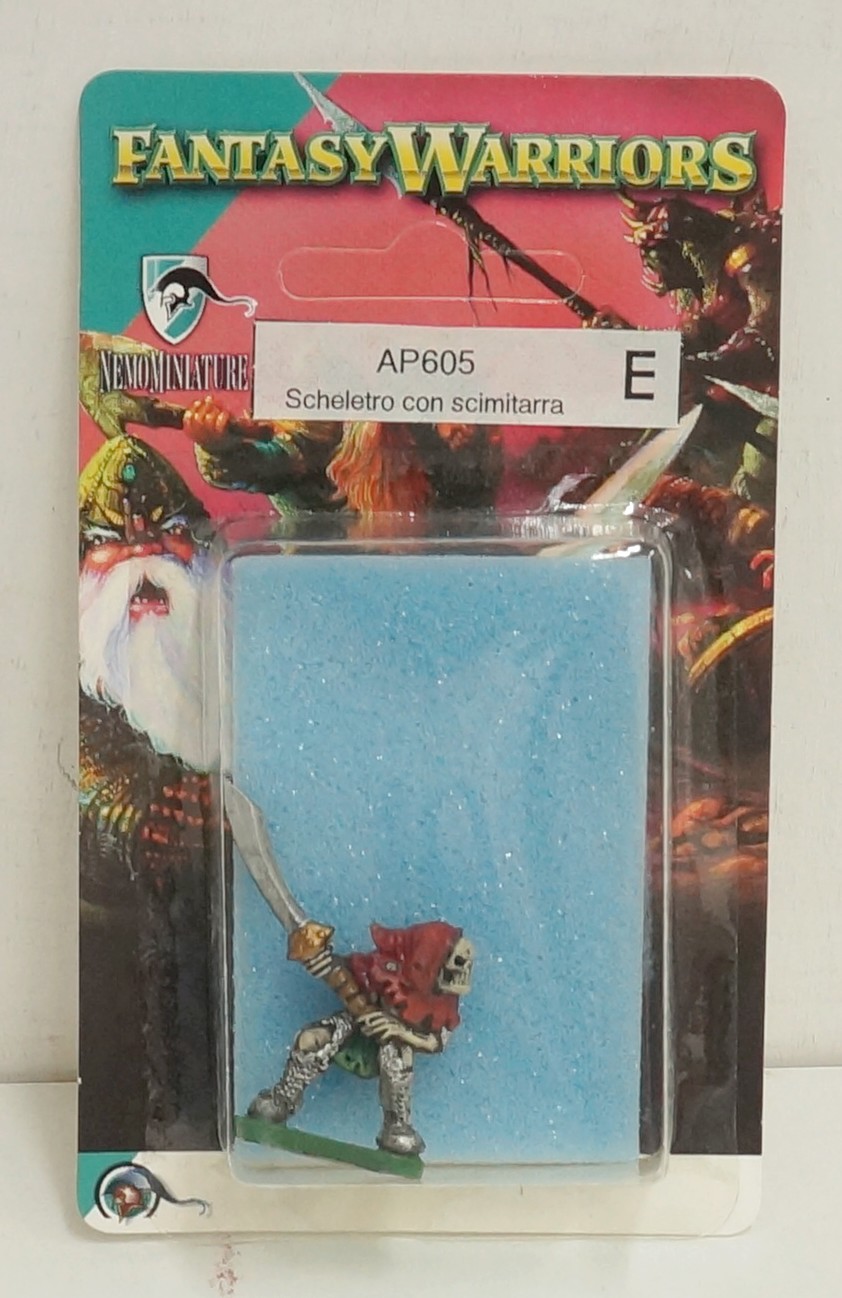 FANTASY WARRIORS
NEMOMINIATURE
AP605
Scheletro con scimitarra
E